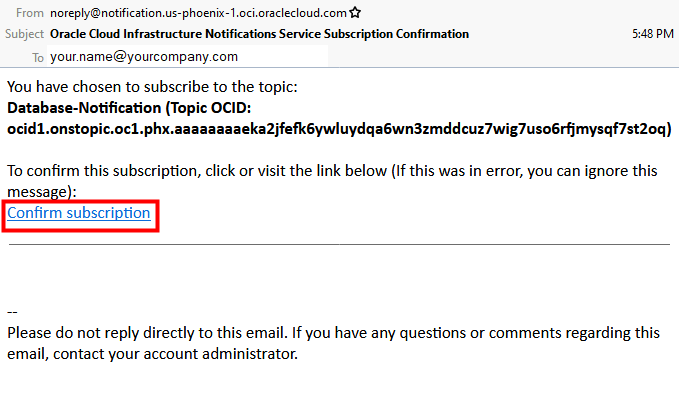 From noreply@notification.us-phoenix-1.oci.oraclecloud.com
Subject Oracle Cloud Infrastructure Notifications Service Subscription Confirmation 5:48 PM
To your.name@yourcompany.com
You have chosen to subscribe to the topic:
Database-Notification (Topic OCID:
ocid1.onstopic.oc1.phx.aaaaaaaaeka2jfefk6ywluydqa6wn3zmddcuz7wig7uso6rfjmysqf7st2oq)
To confirm this subscription, click or visit the link below (If this was in error, you can ignore this
message):
Confirm subscription
--
Please do not reply directly to this email. If you have any questions or comments regarding this
email, contact your account administrator.